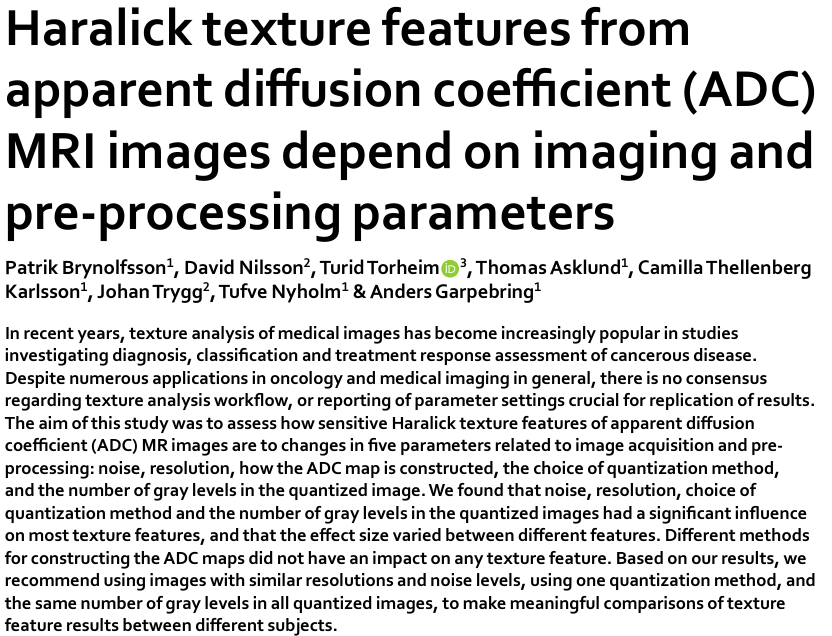 Haralick texture features from
apparent diffusion coefficient (ADC)
MRI images depend on imaging and
pre-processing parameters
Patrik Brynolfsson1, David Nilsson2, Turid Torheim iD 3, Thomas Asklund1, Camilla Thellenberg
Karlsson1, Johan Trygg2, Tufve Nyholm1 & Anders Garpebring1
In recent years, texture analysis of medical images has become increasingly popular in studies
investigating diagnosis, classification and treatment response assessment of cancerous disease.
Despite numerous applications in oncology and medical imaging in general, there is no consensus
regarding texture analysis workflow, or reporting of parameter settings crucial for replication of results.
The aim of this study was to assess how sensitive Haralick texture features of apparent diffusion
coefficient (ADC) MR images are to changes in five parameters related to image acquisition and pre-
processing: noise, resolution, how the ADC map is constructed, the choice of quantization method,
and the number of gray levels in the quantized image. We found that noise, resolution, choice of
quantization method and the number of gray levels in the quantized images had a significant influence
on most texture features, and that the effect size varied between different features. Different methods
for constructing the ADC maps did not have an impact on any texture feature. Based on our results, we
recommend using images with similar resolutions and noise levels, using one quantization method, and
the same number of gray levels in all quantized images, to make meaningful comparisons of texture
feature results between different subjects.